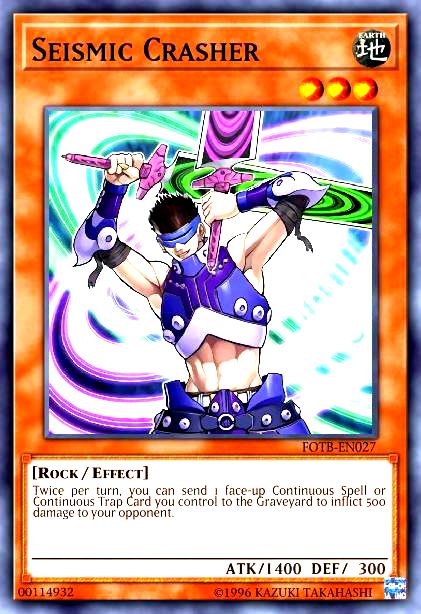 SEISMIC CRASHER
EARTH
地
FOTB-EN027
[ROCK / EFFECT]
Twice per turn, you can send 1 face-up Continuous Spell or
Continuous Trap Card you control to the Graveyard to inflict 500
damage to your opponent.
ATK/1400 DEF/ 300
00114932
©1996 KAZUKI TAKAHASHI